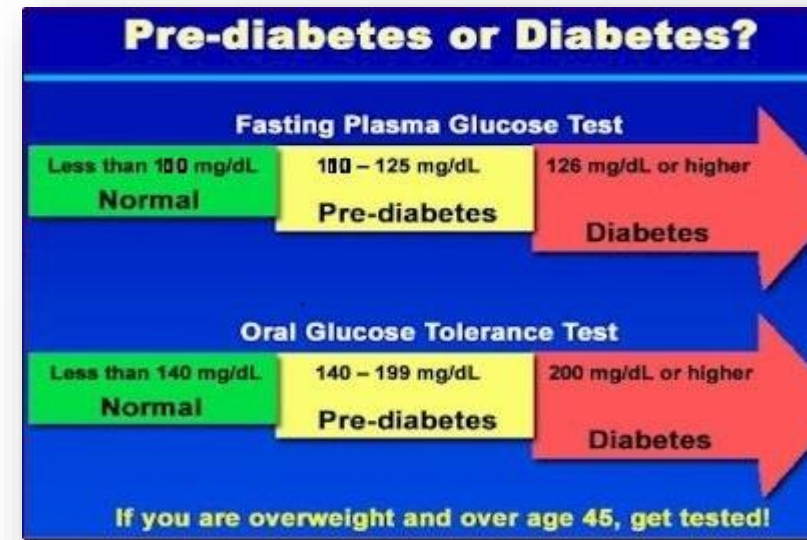 Pre-diabetes or Diabetes?
Fasting Plasma Glucose Test
Less than mg/dL
Normal
– 125 mg/dL
Pre-diabetes
126 mg/dL or higher
Diabetes
Oral Glucose Tolerance Test
Less than 140 mg/dL
Normal
140 – 199 mg/dL
Pre-diabetes
200 mg/dL or higher
Diabetes
If you are overweight and over age 45, get tested!